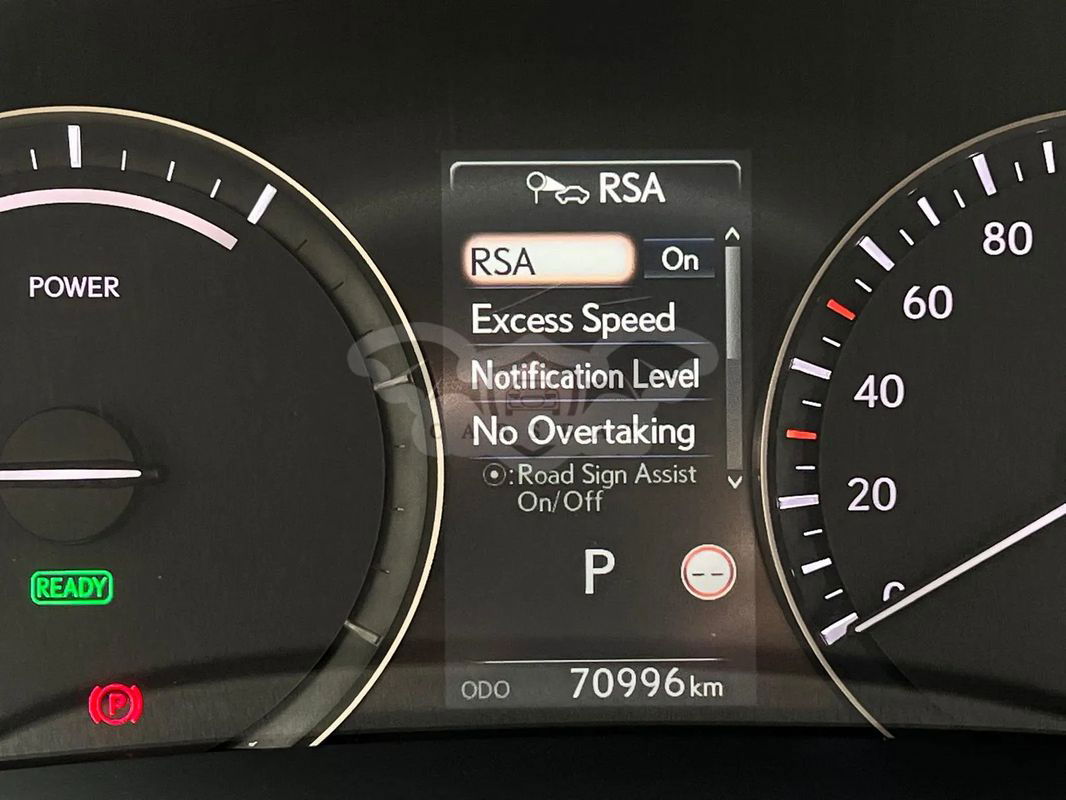 RSA
RSA On
Excess Speed
Notification Level
No Overtaking
⦿:Road Sign Assist
On/Off
P
--
ODO 70996km
POWER
READY
P
80
60
40
20
0